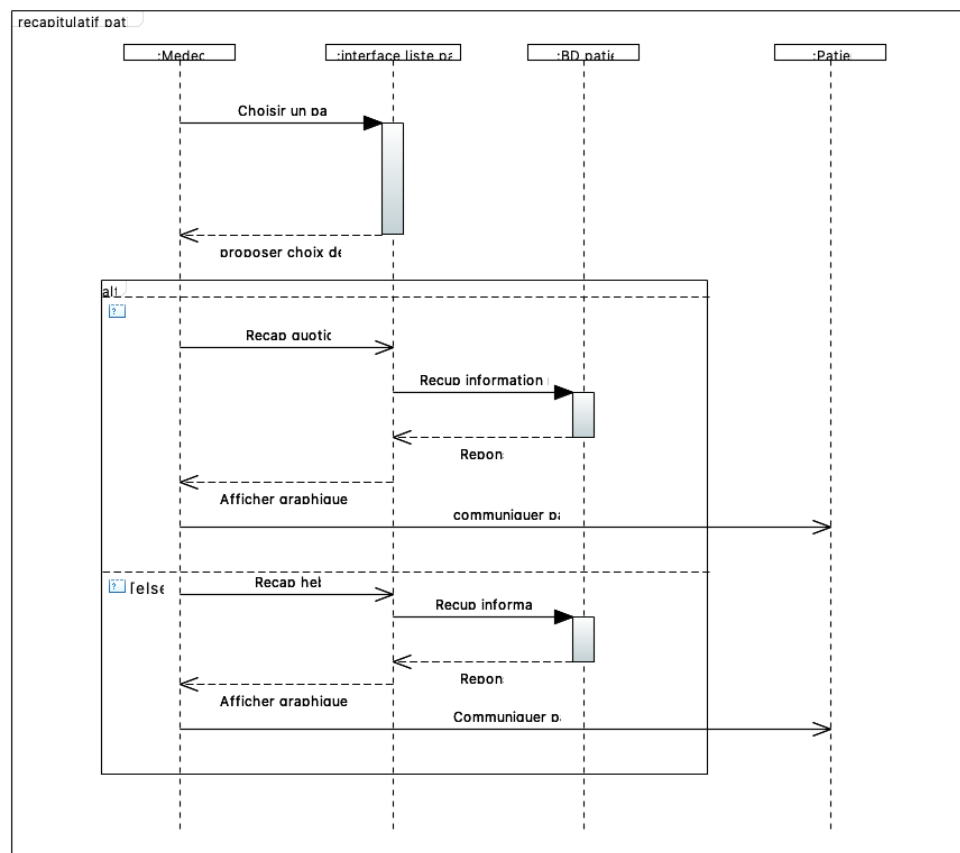 recapitulatif pat
:Medec
:interface liste pa
:BD patie
:Patie
Choisir un pa
proposer choix de
alt
Recap quotic
Recup information
Repon
Afficher graphique
communiquer pa
[else
Recap heb
Recup informa
Repon
Afficher graphique
Communiquer pa